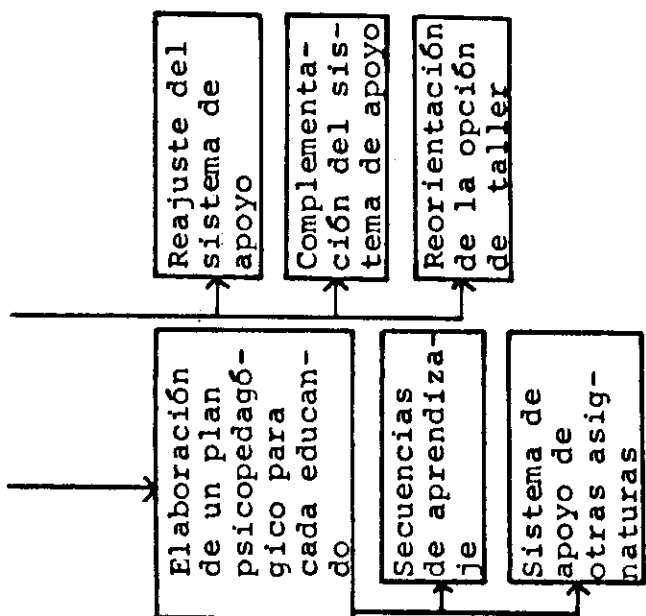 Reajuste del
sistema de
apoyo
Complementa-
ción del sis-
tema de apoyo
Reorientación
de la opción
de taller
Elaboración
de un plan
psicopedagó-
gico para
cada educan-
do
Secuencias
de aprendiza-
je
Sistema de
apoyo de
otras asig-
naturas